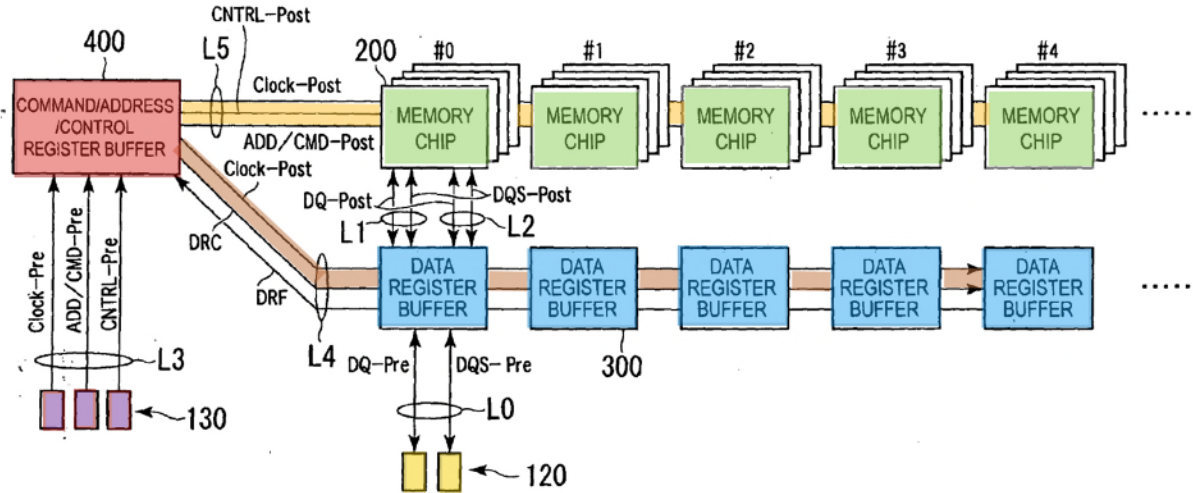 CNTRL-Post
400
L5
200
#0
#1
#2
#3
#4
Clock-Post
COMMAND/ADDRESS
/CONTROL
REGISTER BUFFER
MEMORY
CHIP
MEMORY
CHIP
MEMORY
CHIP
MEMORY
CHIP
MEMORY
CHIP
.....
ADD/CMD-Post
Clock-Post
DQ-Post
DQS-Post
L1
L2
DRC
DRF
L4
DATA
REGISTER
BUFFER
DATA
REGISTER
BUFFER
DATA
REGISTER
BUFFER
DATA
REGISTER
BUFFER
DATA
REGISTER
BUFFER
.....
Clock-Pre
ADD/CMD-Pre
CNTRL-Pre
L3
130
DQ-Pre
DQS-Pre
300
L0
120